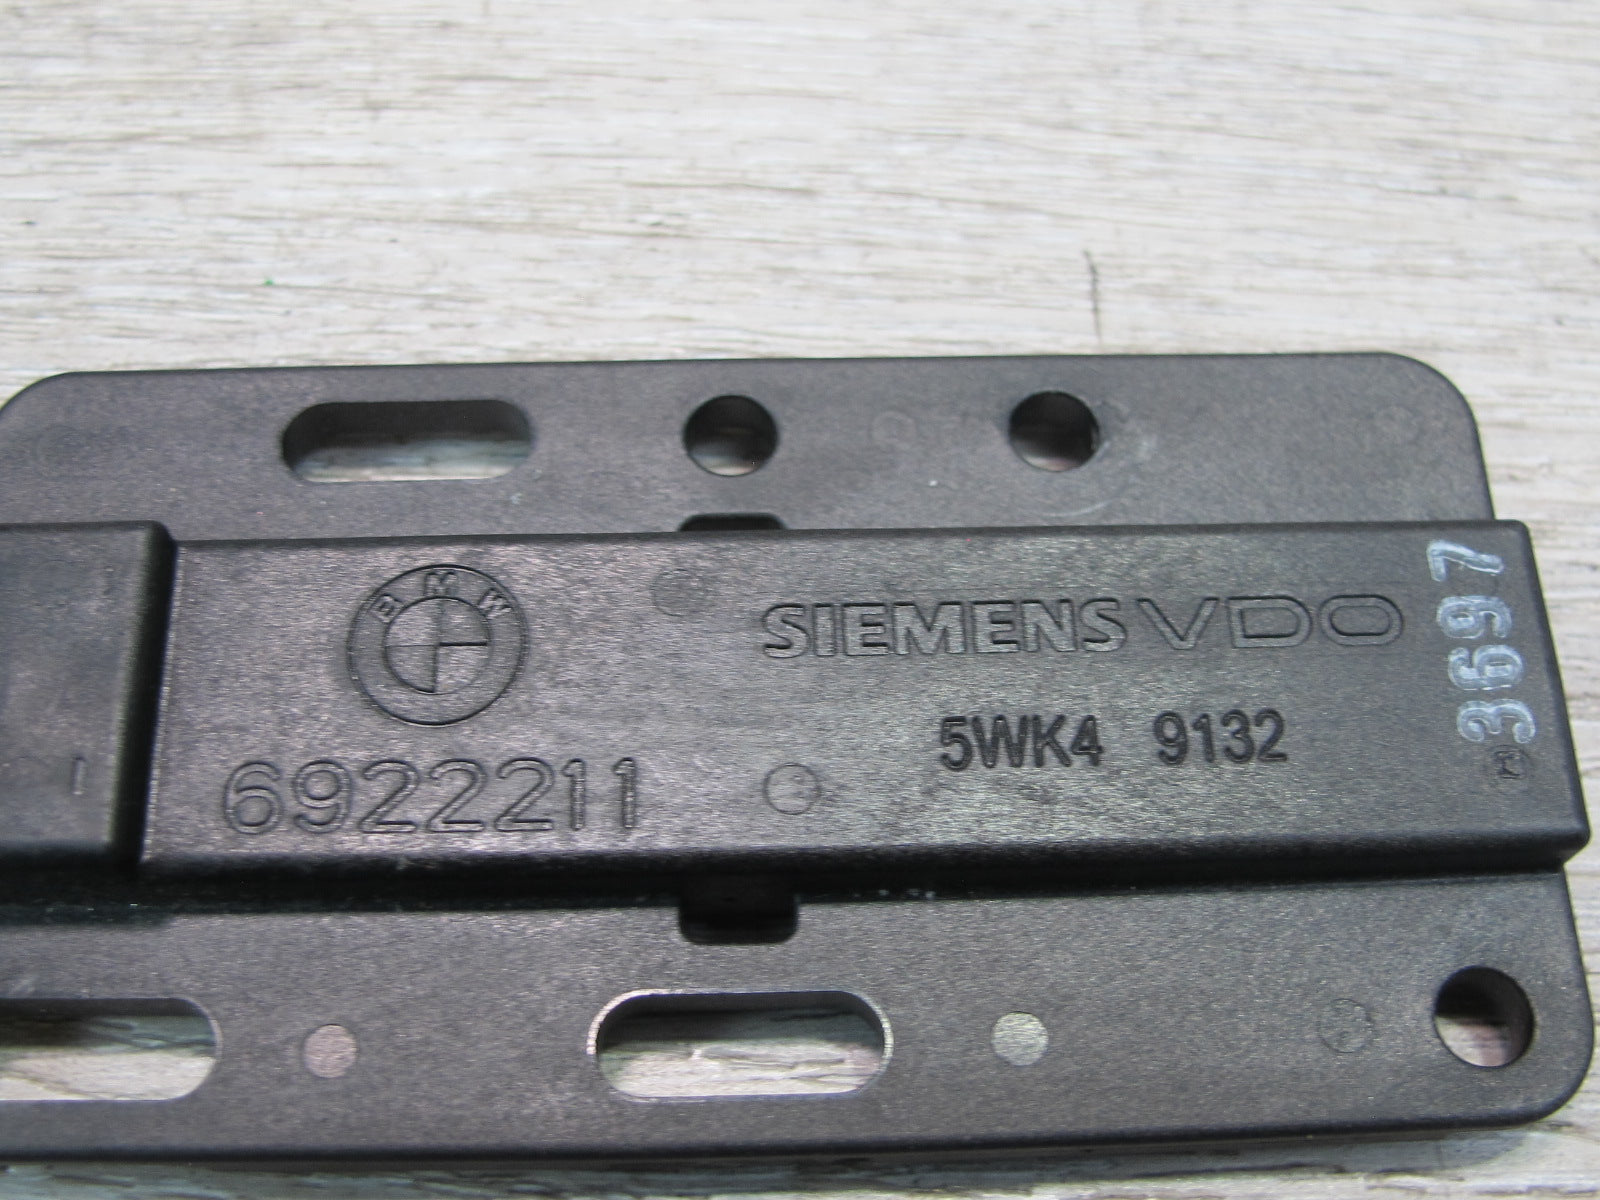 BMW
6922211
SIEMENS VDO
5WK4 9132
3697